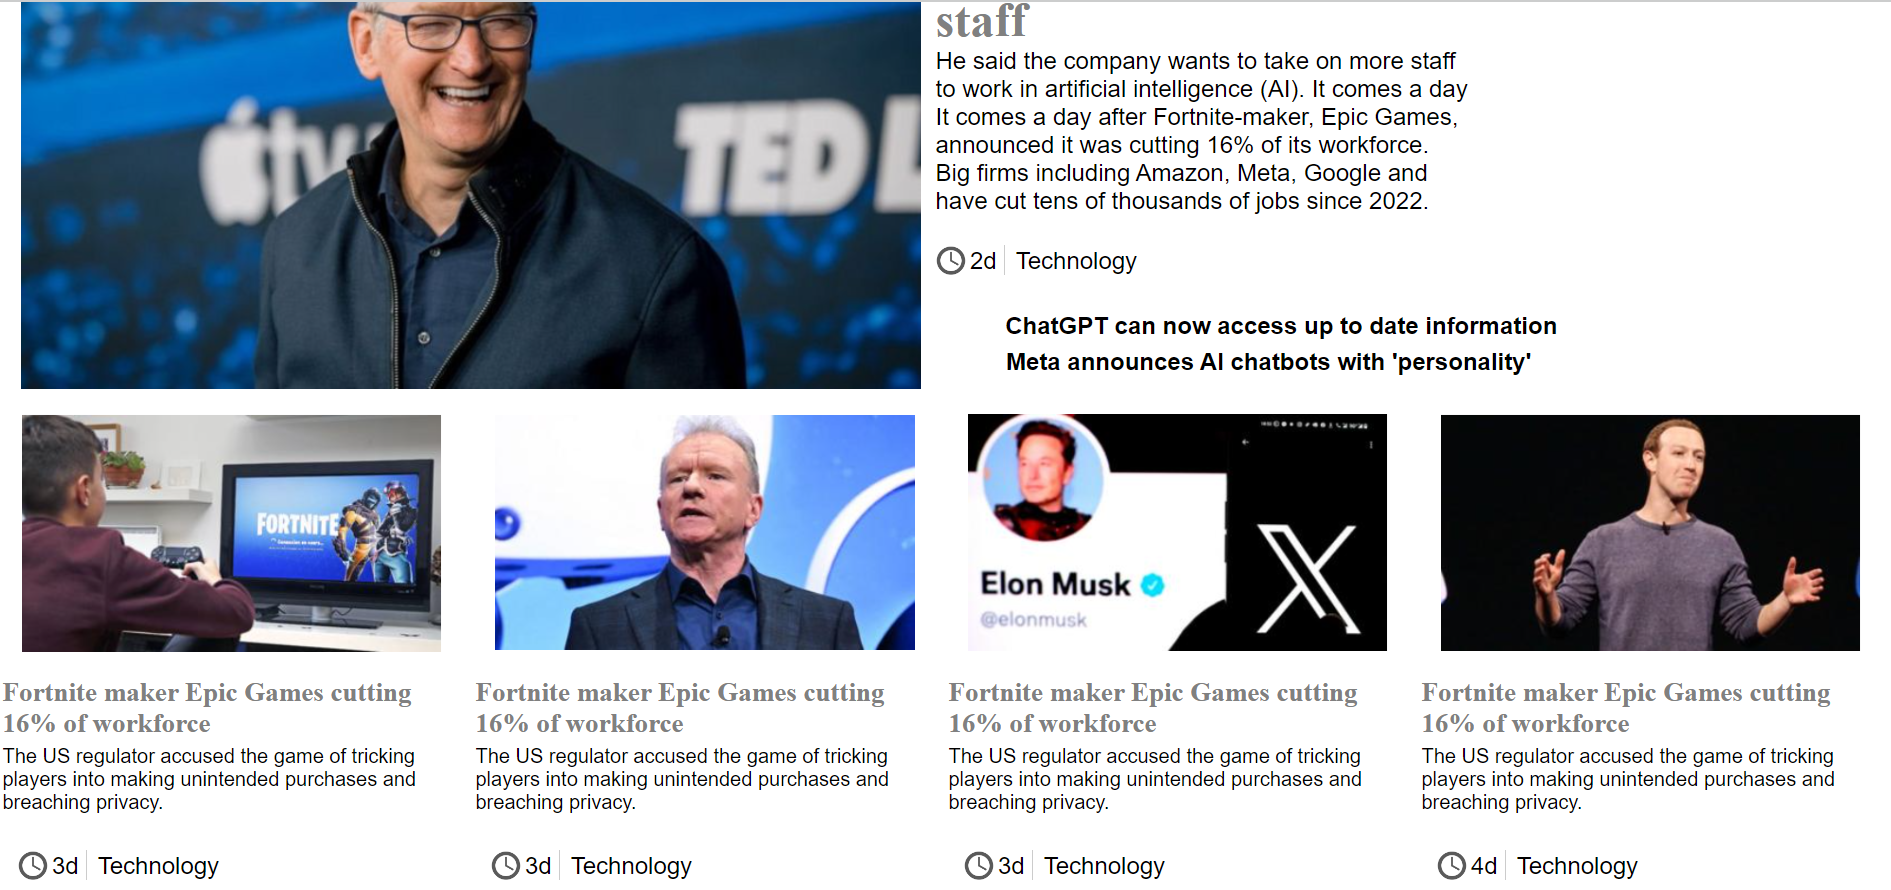 staff
He said the company wants to take on more staff
to work in artificial intelligence (AI). It comes a day
It comes a day after Fortnite-maker, Epic Games,
announced it was cutting 16% of its workforce.
Big firms including Amazon, Meta, Google and
have cut tens of thousands of jobs since 2022.
2d Technology
ChatGPT can now access up to date information
Meta announces AI chatbots with 'personality'
tv
TED L
FORTNITE
Elon Musk
@elonmusk
X
Fortnite maker Epic Games cutting
16% of workforce
The US regulator accused the game of tricking
players into making unintended purchases and
breaching privacy.
3d Technology
Fortnite maker Epic Games cutting
16% of workforce
The US regulator accused the game of tricking
players into making unintended purchases and
breaching privacy.
3d Technology
Fortnite maker Epic Games cutting
16% of workforce
The US regulator accused the game of tricking
players into making unintended purchases and
breaching privacy.
3d Technology
Fortnite maker Epic Games cutting
16% of workforce
The US regulator accused the game of tricking
players into making unintended purchases and
breaching privacy.
4d Technology